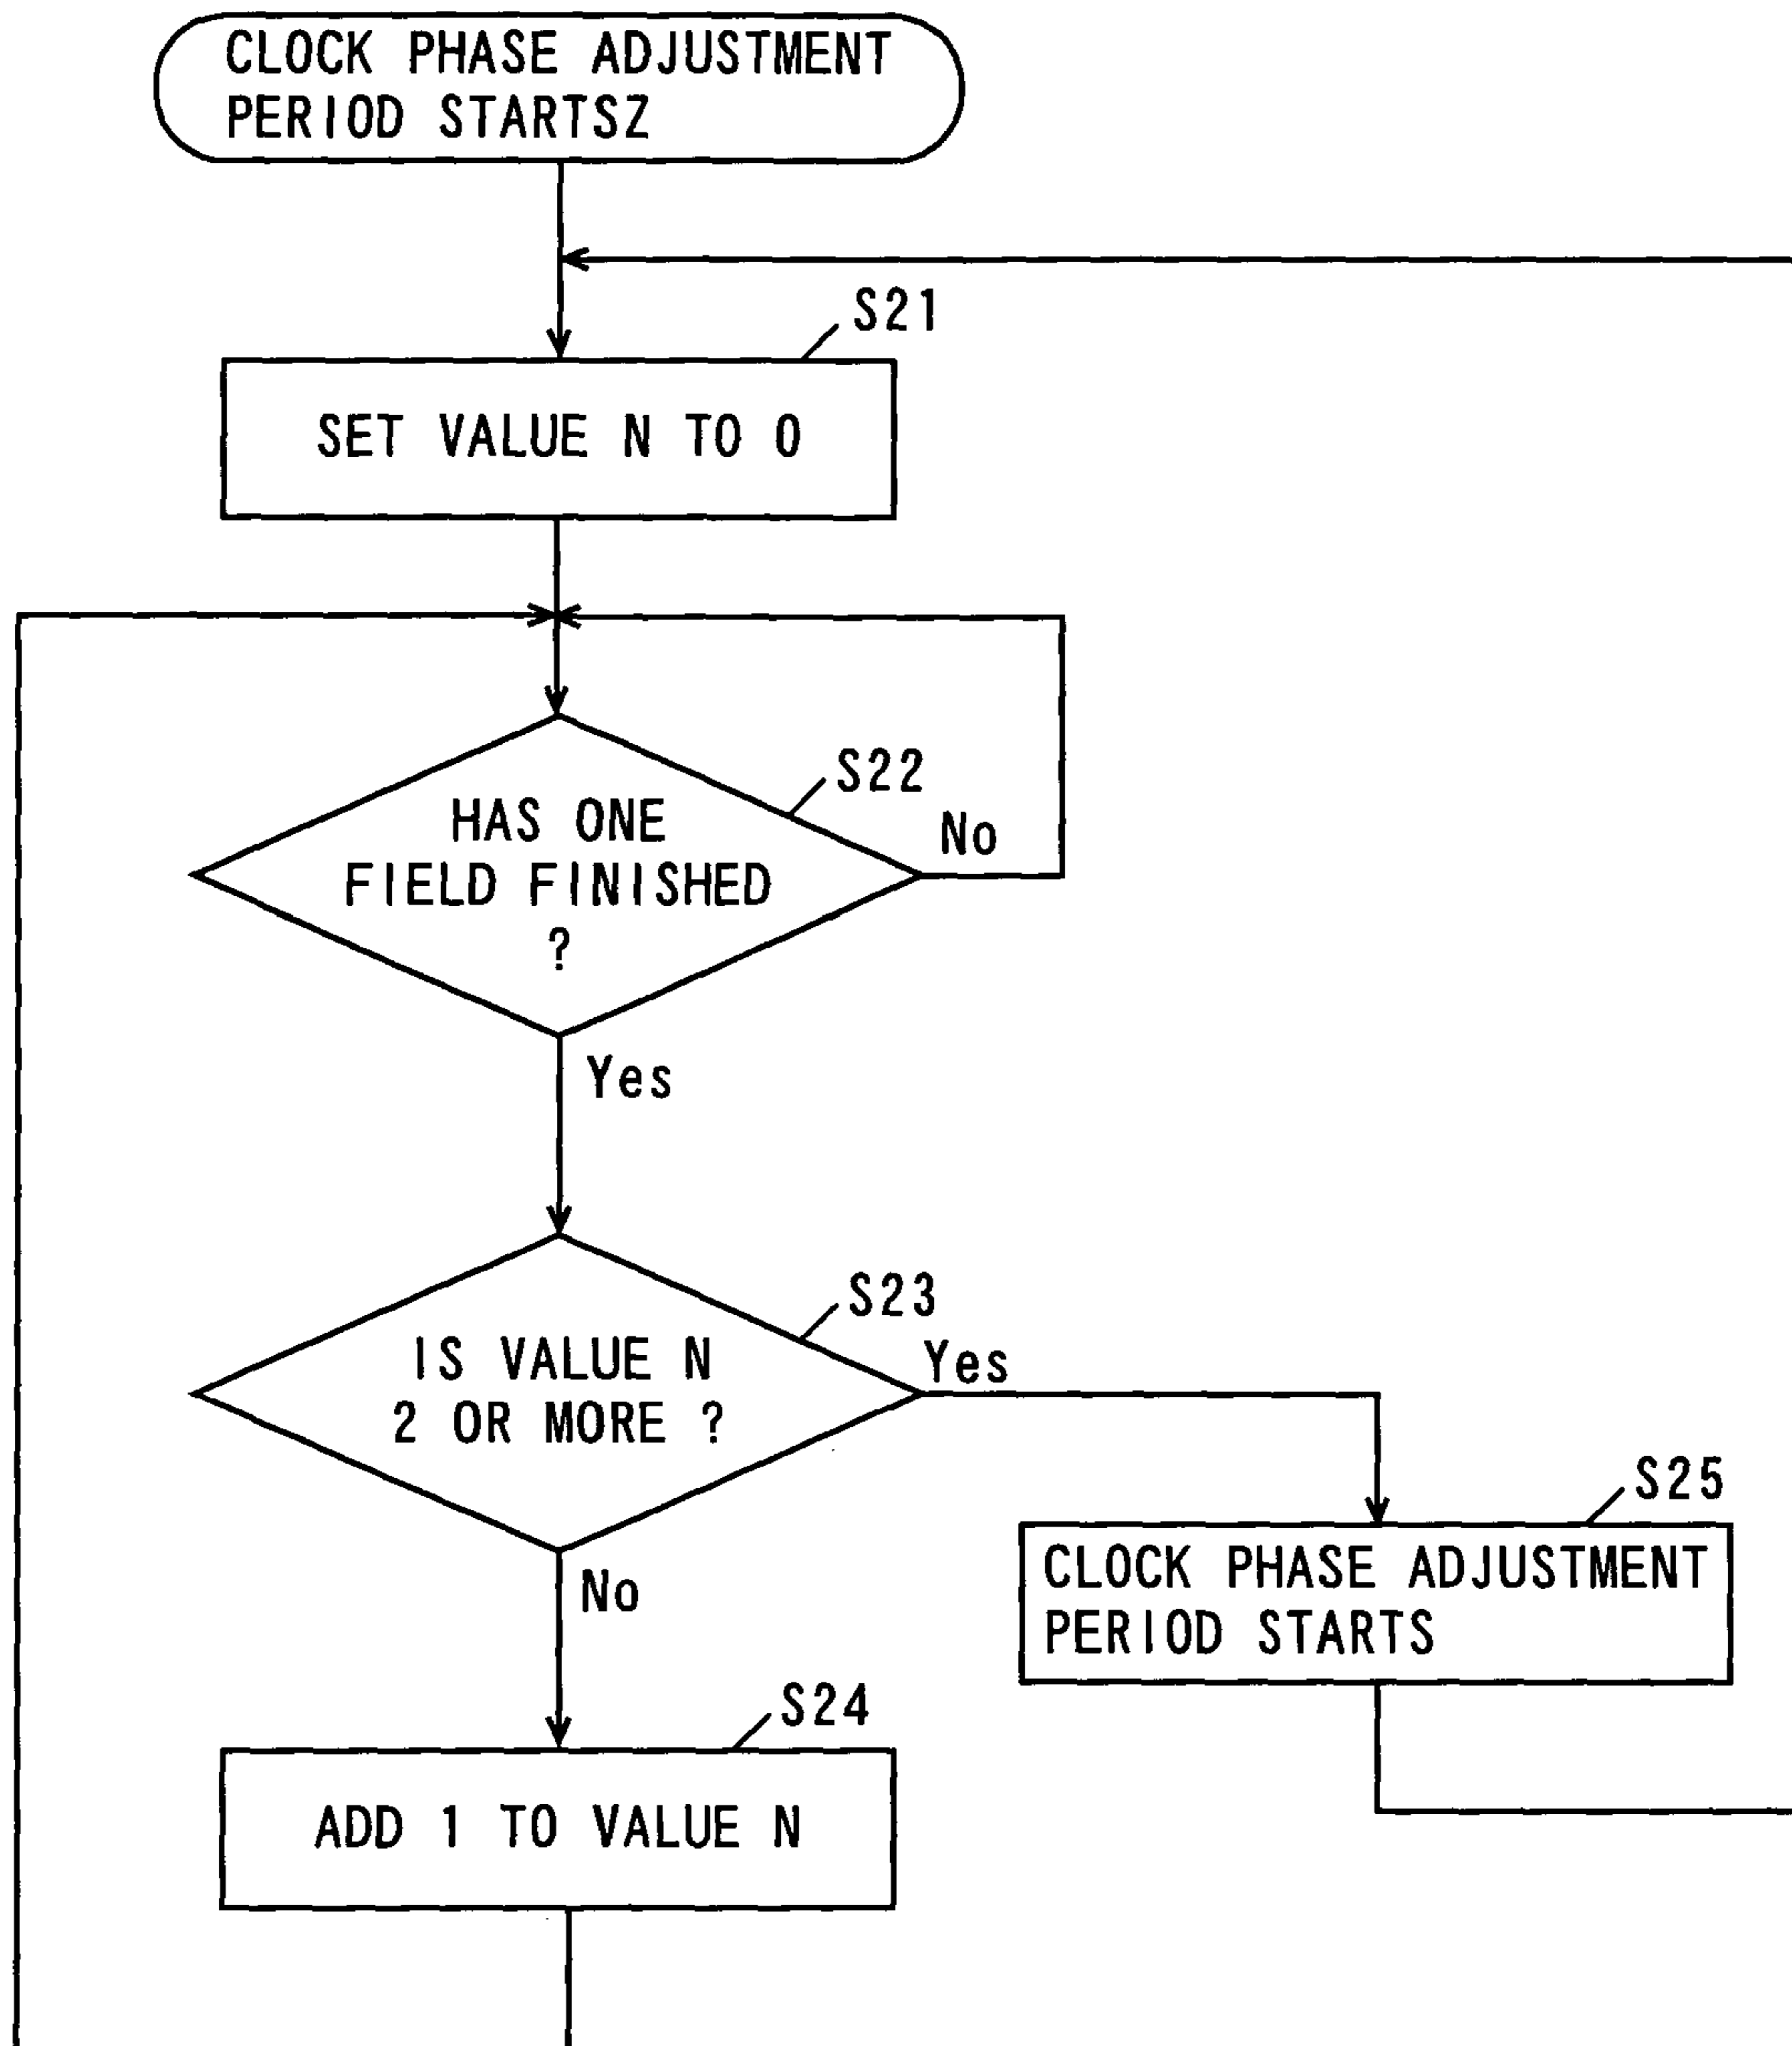 CLOCK PHASE ADJUSTMENT
PERIOD STARTSZ
S21
SET VALUE N TO 0
S22
HAS ONE
FIELD FINISHED
?
No
Yes
S23
IS VALUE N
2 OR MORE ?
Yes
No
S25
CLOCK PHASE ADJUSTMENT
PERIOD STARTS
S24
ADD 1 TO VALUE N